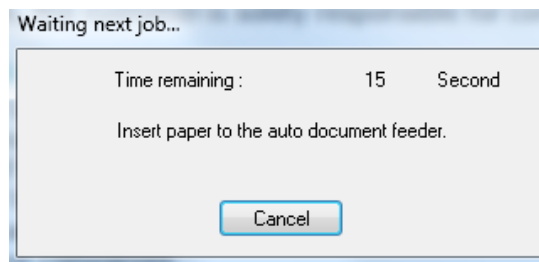 Waiting next job...
Time remaining : 15 Second
Insert paper to the auto document feeder.
Cancel